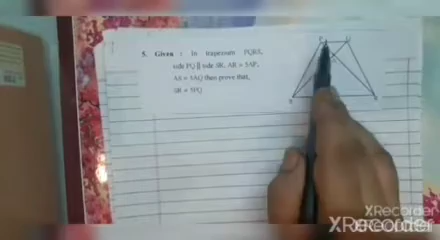 5. Given : In trapezium PQRS,
side PQ || side SR, AR = 5AP,
AS = 5AQ then prove that,
SR = 5PQ
XRecorder
XRecorder